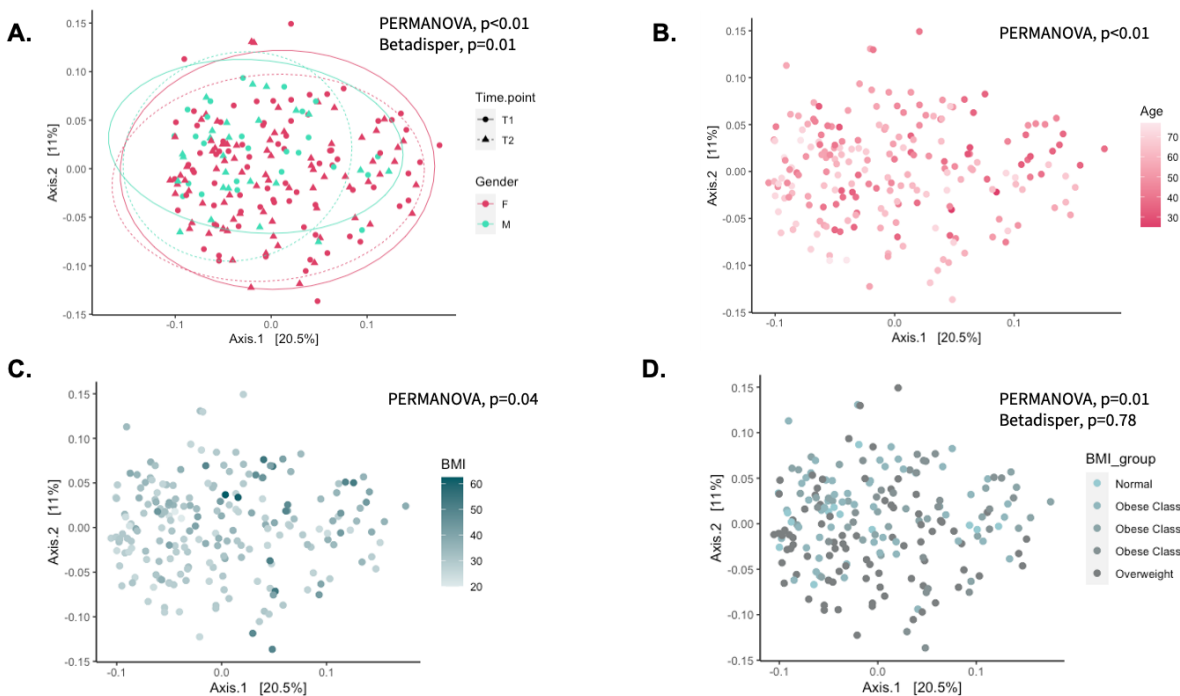 A.
PERMANOVA, p<0.01
Betadisper, p=0.01
0.15
0.10
0.05
0.00
-0.05
-0.10
-0.15
Axis.2 [11%]
-0.1
0.0
0.1
Axis.1 [20.5%]
Time.point
T1
T2
Gender
F
M
B.
PERMANOVA, p<0.01
0.15
0.10
0.05
0.00
-0.05
-0.10
-0.15
Axis.2 [11%]
-0.1
0.0
0.1
Axis.1 [20.5%]
Age
70
60
50
40
30
C.
PERMANOVA, p=0.04
0.15
0.10
0.05
0.00
-0.05
-0.10
-0.15
Axis.2 [11%]
-0.1
0.0
0.1
Axis.1 [20.5%]
BMI
60
50
40
30
20
D.
PERMANOVA, p=0.01
Betadisper, p=0.78
0.15
0.10
0.05
0.00
-0.05
-0.10
-0.15
Axis.2 [11%]
-0.1
0.0
0.1
Axis.1 [20.5%]
BMI_group
Normal
Obese Class
Obese Class
Obese Class
Overweight